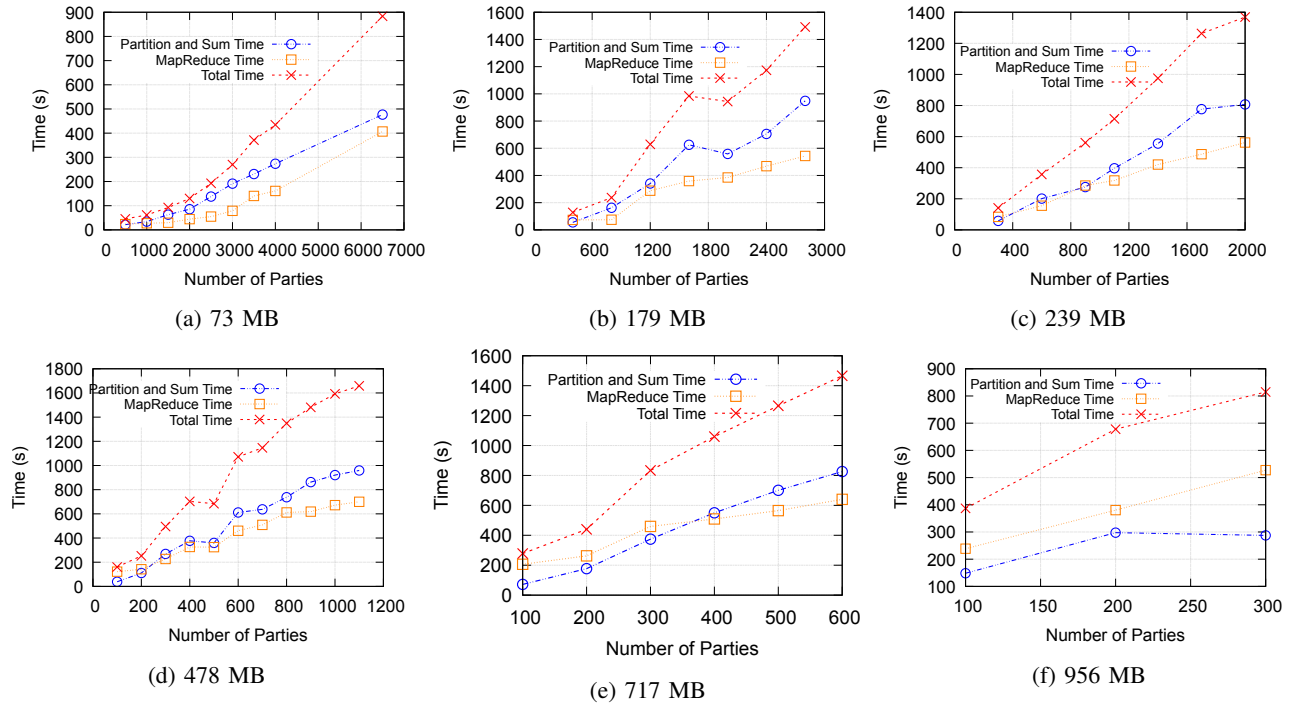 900
800
700
600
500
400
300
200
100
0
0 1000 2000 3000 4000 5000 6000 7000
Time (s)
Number of Parties
Partition and Sum Time
MapReduce Time
Total Time
(a) 73 MB
1600
1400
1200
1000
800
600
400
200
0
0 600 1200 1800 2400 3000
Time (s)
Number of Parties
Partition and Sum Time
MapReduce Time
Total Time
(b) 179 MB
1400
1200
1000
800
600
400
200
0
0 400 800 1200 1600 2000
Time (s)
Number of Parties
Partition and Sum Time
MapReduce Time
Total Time
(c) 239 MB
1800
1600
1400
1200
1000
800
600
400
200
0
0 200 400 600 800 1000 1200
Time (s)
Number of Parties
Partition and Sum Time
MapReduce Time
Total Time
(d) 478 MB
1600
1400
1200
1000
800
600
400
200
0
100 200 300 400 500 600
Time (s)
Number of Parties
Partition and Sum Time
MapReduce Time
Total Time
(e) 717 MB
900
800
700
600
500
400
300
200
100
100 150 200 250 300
Time (s)
Number of Parties
Partition and Sum Time
MapReduce Time
Total Time
(f) 956 MB